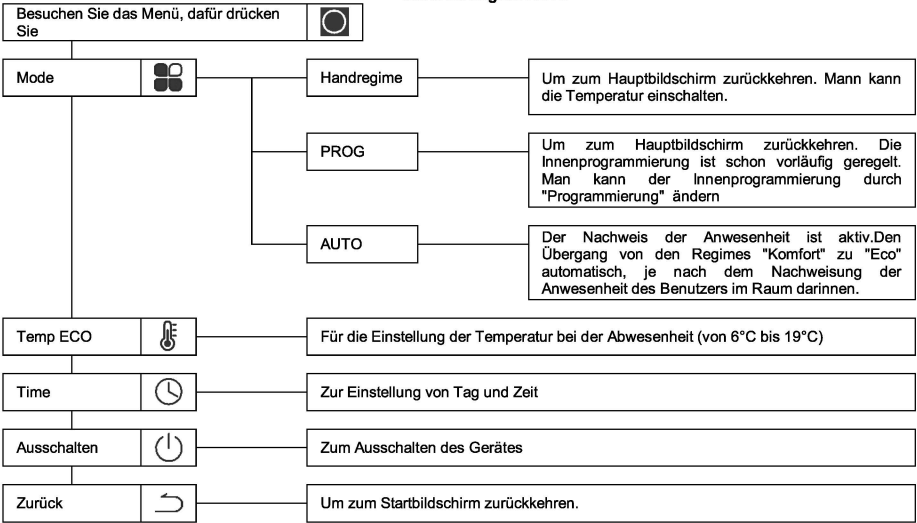 Besuchen Sie das Menü, dafür drücken
Sie
Mode
Handregime
Um zum Hauptbildschirm zurückkehren. Mann kann
die Temperatur einschalten.
PROG
Um zum Hauptbildschirm zurückkehren. Die
Innenprogrammierung ist schon vorläufig geregelt.
Man kann der Innenprogrammierung durch
"Programmierung" ändern
AUTO
Der Nachweis der Anwesenheit ist aktiv.Den
Übergang von den Regimes "Komfort" zu "Eco"
automatisch, je nach dem Nachweisung der
Anwesenheit des Benutzers im Raum darinnen.
Temp ECO
Für die Einstellung der Temperatur bei der Abwesenheit (von 6°C bis 19°C)
Time
Zur Einstellung von Tag und Zeit
Ausschalten
Zum Ausschalten des Gerätes
Zurück
Um zum Startbildschirm zurückkehren.